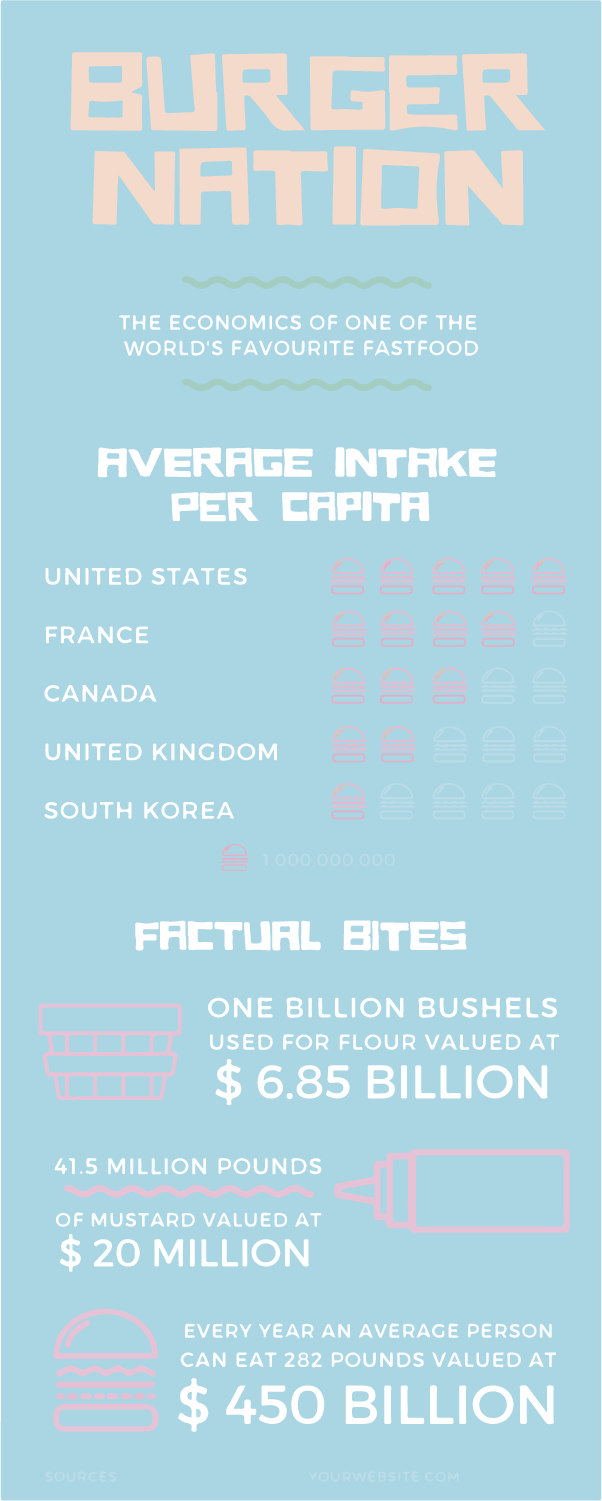 BURGER
NATION
THE ECONOMICS OF ONE OF THE
WORLD'S FAVOURITE FASTFOOD
AVERAGE INTAKE
PER CAPITA
UNITED STATES
FRANCE
CANADA
UNITED KINGDOM
SOUTH KOREA
1,000,000,000
FACTUAL BITES
ONE BILLION BUSHELS
USED FOR FLOUR VALUED AT
$ 6.85 BILLION
41.5 MILLION POUNDS
OF MUSTARD VALUED AT
$ 20 MILLION
EVERY YEAR AN AVERAGE PERSON
CAN EAT 282 POUNDS VALUED AT
$ 450 BILLION
SOURCES YOURWEBSITE.COM